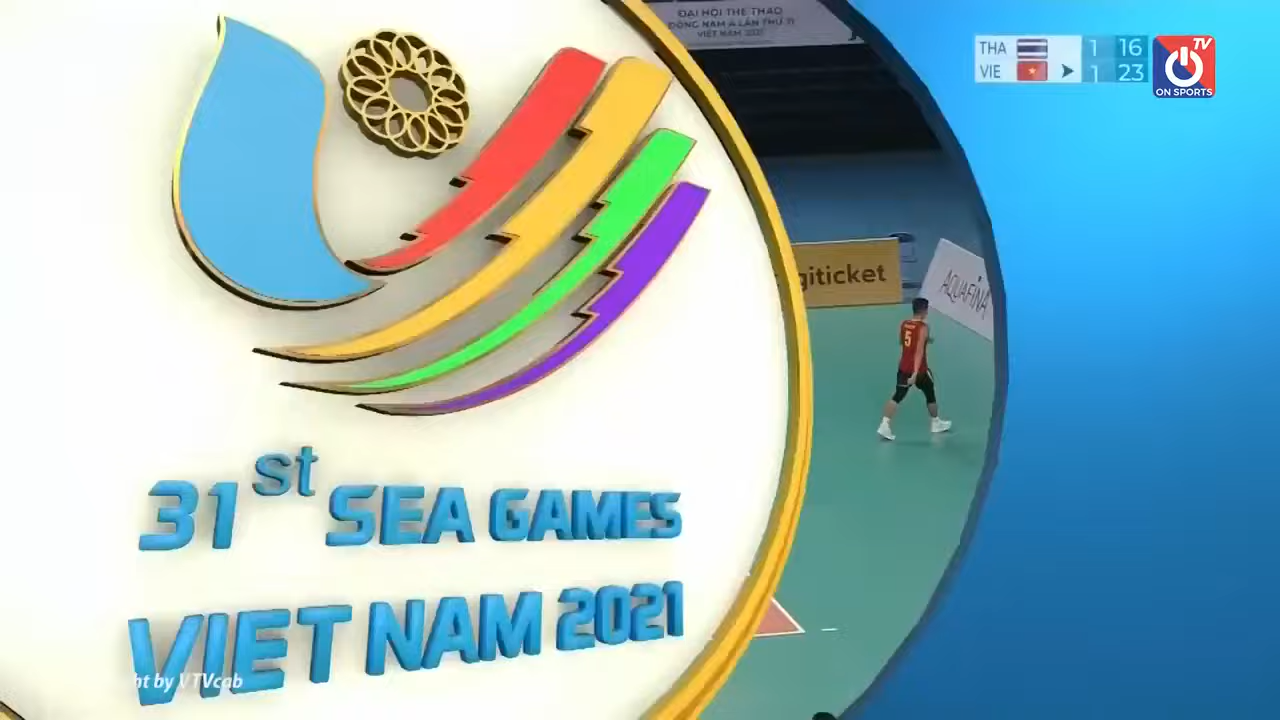 ĐẠI HỘI THỂ THAO
ĐÔNG NAM Á LẦN THỨ 31
VIỆT NAM 2021
THA 1 16
VIE 1 23
TV
ON SPORTS
giticket
AQUAFINA
5
31st SEA GAMES
VIET NAM 2021
ht by VTVcab